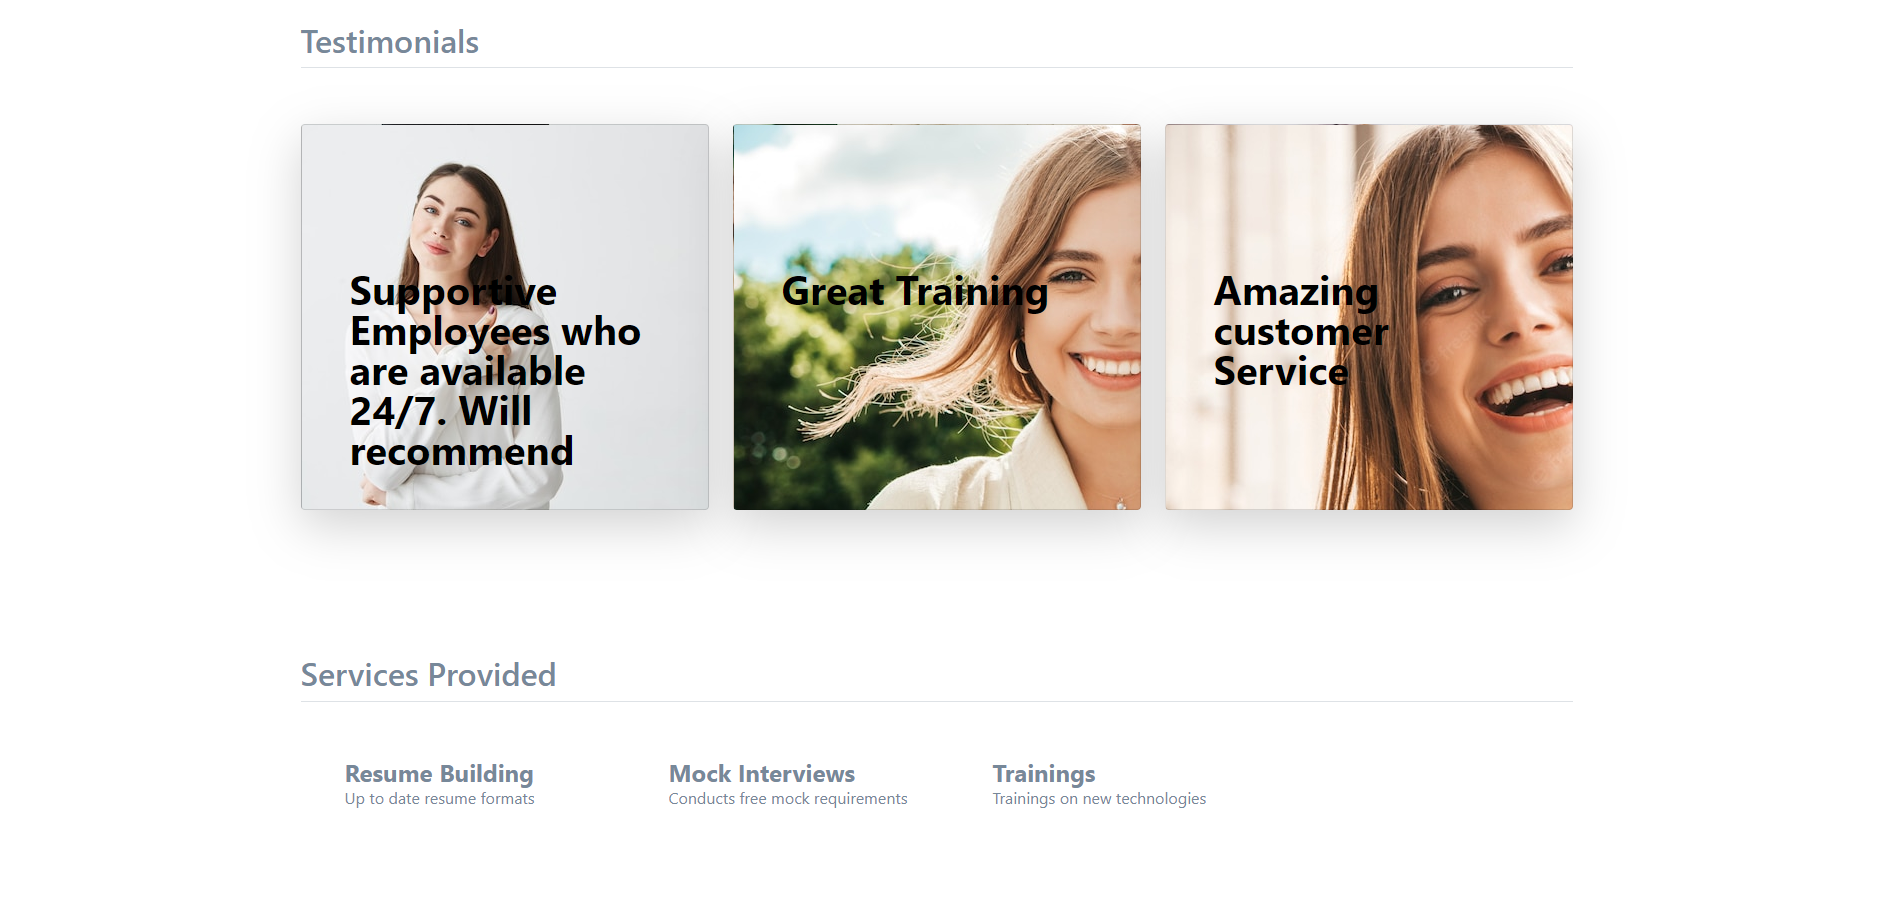 Testimonials
Supportive
Employees who
are available
24/7. Will
recommend
Great Training
Amazing
customer
Service
Services Provided
Resume Building
Up to date resume formats
Mock Interviews
Conducts free mock requirements
Trainings
Trainings on new technologies